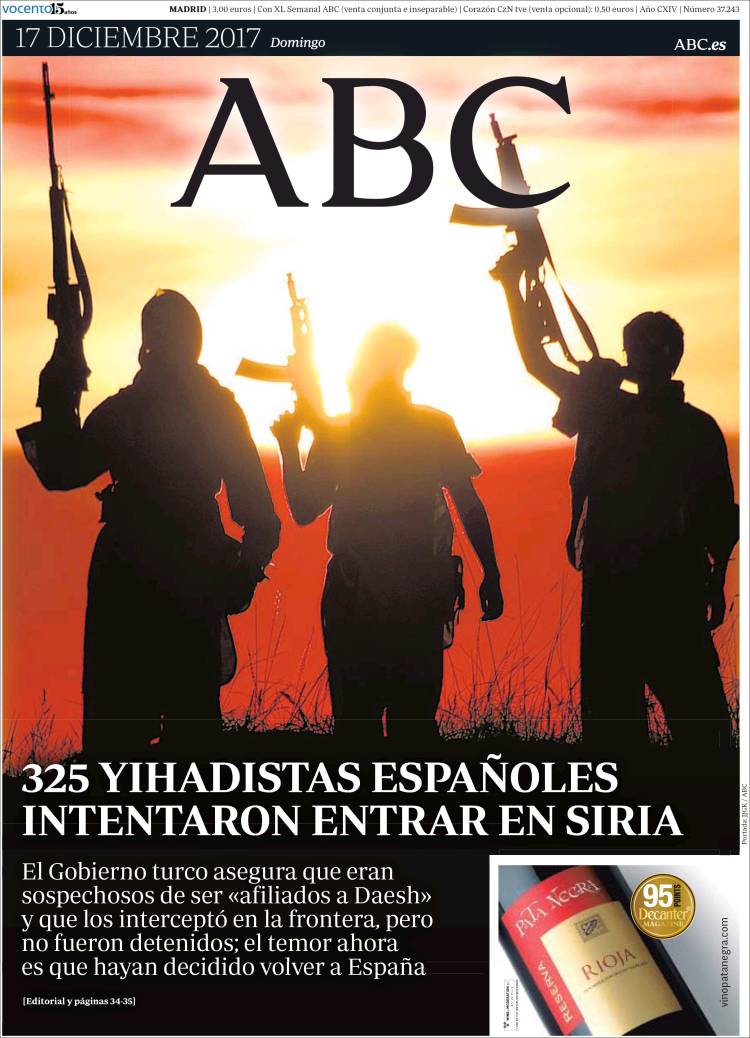 vocento 15 años
MADRID | 3,00 euros | Con XL Semanal ABC (venta conjunta e inseparable) | Corazón CzN tve (venta opcional): 0,50 euros | Año CXIV | Número 37.243
17 DICIEMBRE 2017 Domingo
ABC.es
ABC
325 YIHADISTAS ESPAÑOLES
INTENTARON ENTRAR EN SIRIA
Portada: JJGK / ABC
El Gobierno turco asegura que eran
sospechosos de ser «afiliados a Daesh»
y que los interceptó en la frontera, pero
no fueron detenidos; el temor ahora
es que hayan decidido volver a España
[Editorial y páginas 34-35]
PATA NEGRA
RIOJA
RESERVA
95
POINTS
Decanter
MAGAZINE
vinopatanegra.com